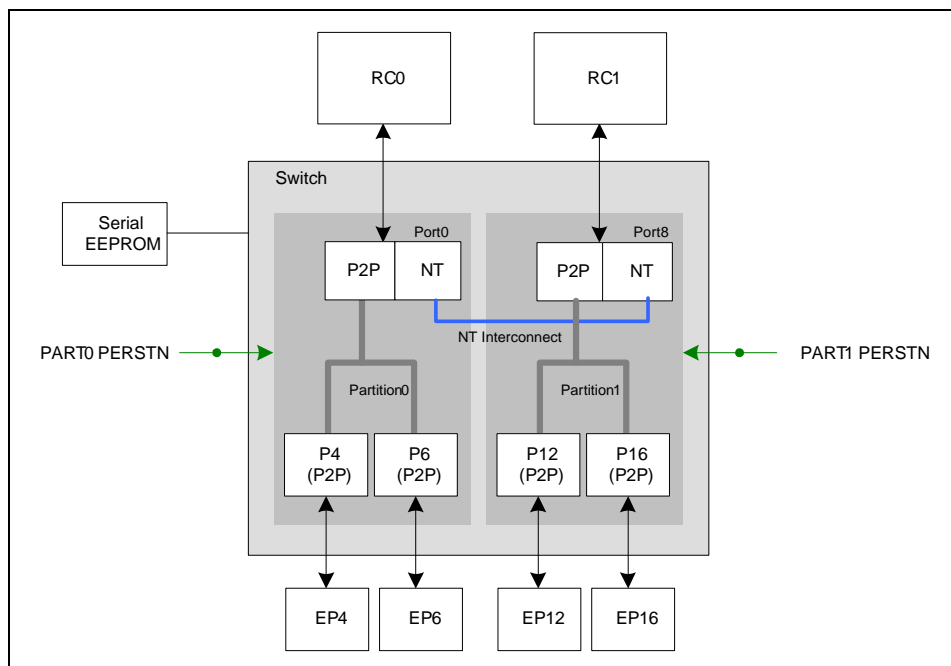 RC0
RC1
Switch
Serial
EEPROM
Port0
Port8
P2P
NT
P2P
NT
NT Interconnect
PART0 PERSTN
PART1 PERSTN
Partition0
Partition1
P4
(P2P)
P6
(P2P)
P12
(P2P)
P16
(P2P)
EP4
EP6
EP12
EP16